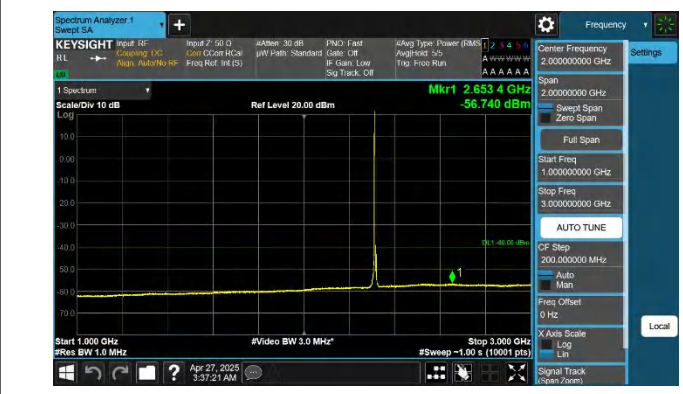 Spectrum Analyzer 1
Swept SA
+
Frequency
KEYSIGHT
RL
Input: RF
Coupling: DC
Align: Auto/No RF
Input Z: 50 Ω
Corr CCorr RCal
Freq Ref: Int (S)
#Atten: 30 dB
µW Path: Standard
PNO: Fast
Gate: Off
IF Gain: Low
Sig Track: Off
#Avg Type: Power (RMS
Avg|Hold: 5/5
Trig: Free Run
1 2 3 4 5 6
A W W W W W
A A A A A A
1 Spectrum
Scale/Div 10 dB
Ref Level 20.00 dBm
Mkr1 2.653 4 GHz
-56.740 dBm
Log
10.0
0.00
-10.0
-20.0
-30.0
-40.0
-50.0
-60.0
-70.0
DL1 -40.00 dBm
1
Start 1.000 GHz
#Res BW 1.0 MHz
#Video BW 3.0 MHz*
Stop 3.000 GHz
#Sweep ~1.00 s (10001 pts)
?
Apr 27, 2025
3:37:21 AM
Center Frequency
2.000000000 GHz
Span
2.00000000 GHz
Swept Span
Zero Span
Full Span
Start Freq
1.000000000 GHz
Stop Freq
3.000000000 GHz
AUTO TUNE
CF Step
200.000000 MHz
Auto
Man
Freq Offset
0 Hz
X Axis Scale
Log
Lin
Signal Track
(Span Zoom)
Settings
Local